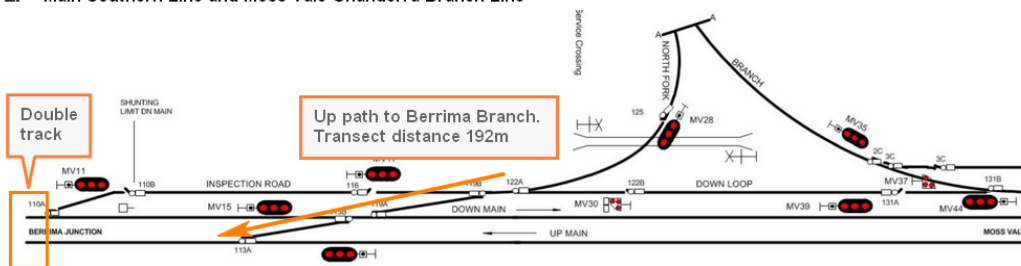 Main Southern Line and Moss Vale Unanderra Branch Line
A
A
Service Crossing
NORTH FORK
BRANCH
Double
track
SHUNTING
LIMIT DN MAIN
Up path to Berrima Branch.
Transect distance 192m
125
MV28
MV35
2C
3C
3C
MV11
110B
INSPECTION ROAD
116
119B
122A
122B
DOWN LOOP
MV37
131B
131A
110A
MV15
113B
119A
DOWN MAIN
MV30
MV39
MV44
BERRIMA JUNCTION
113A
UP MAIN
MOSS VAL